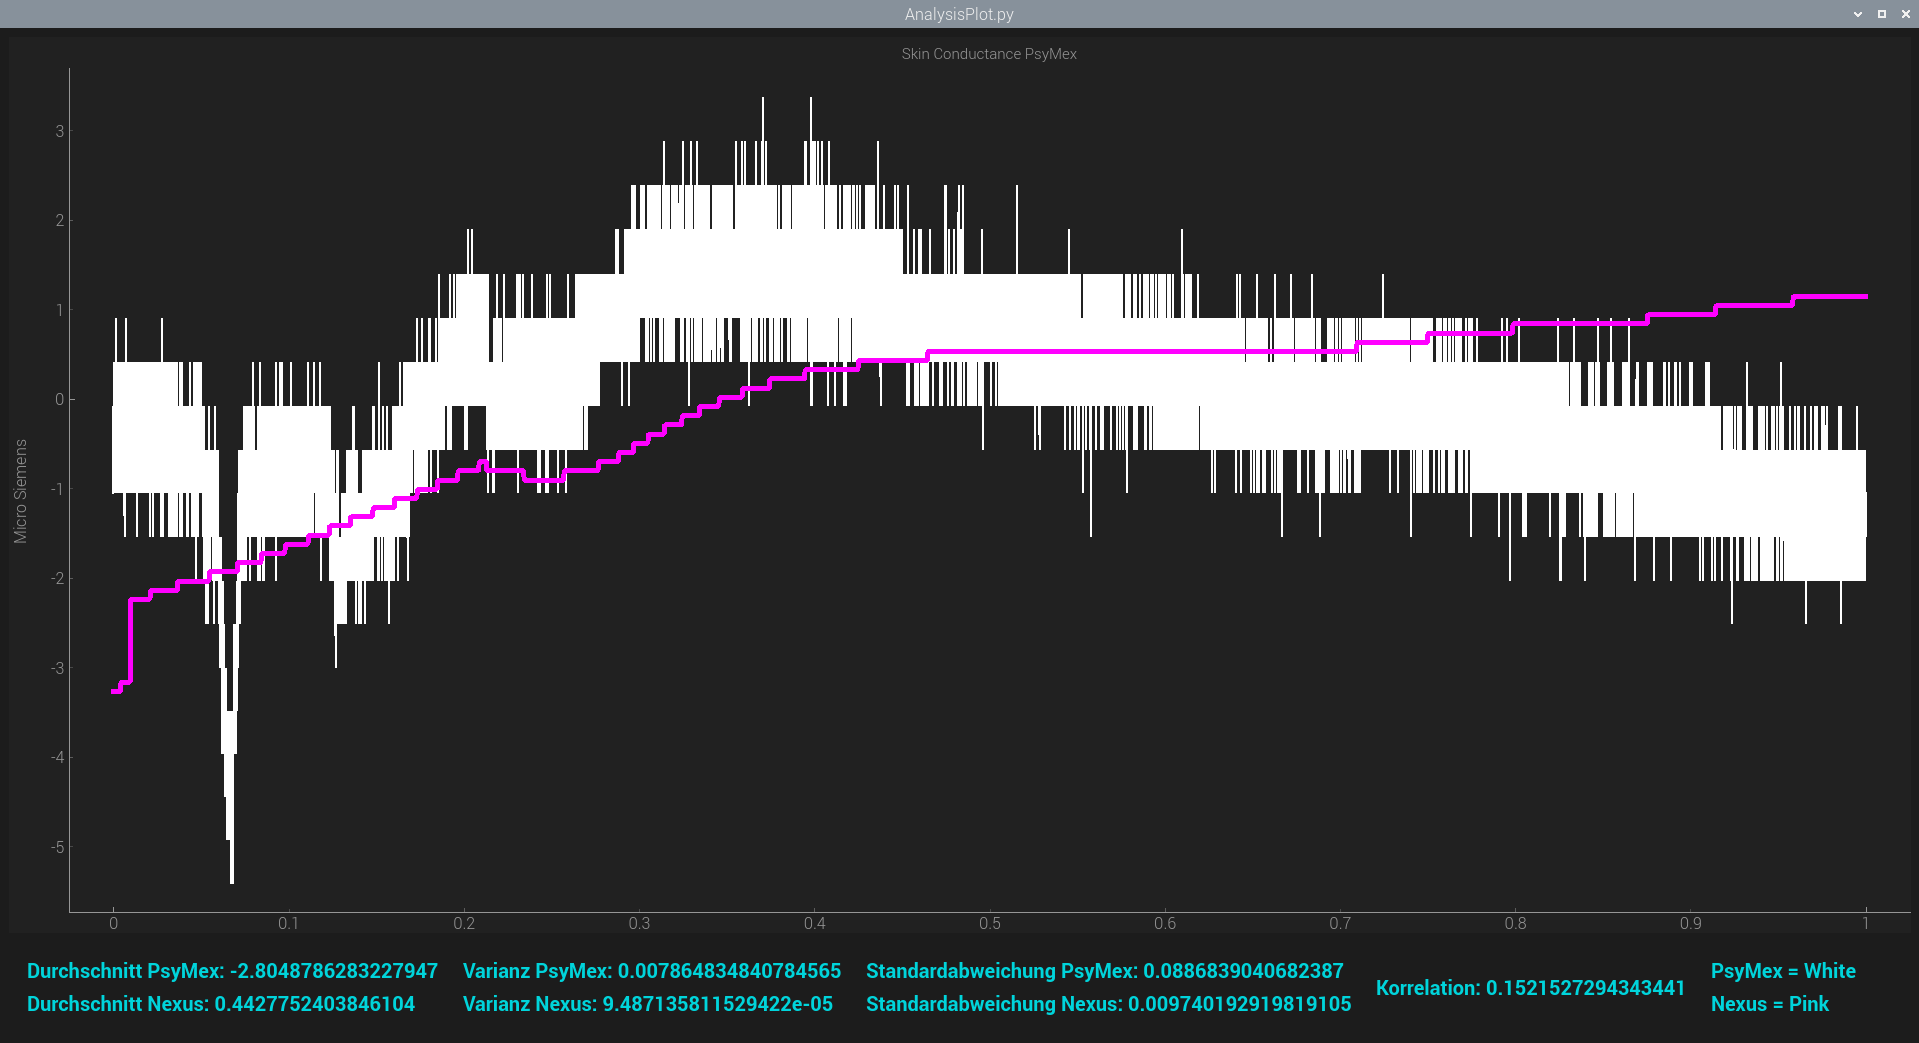 AnalysisPlot.py
Skin Conductance PsyMex
Micro Siemens
3
2
1
0
-1
-2
-3
-4
-5
0 0.1 0.2 0.3 0.4 0.5 0.6 0.7 0.8 0.9 1
Durchschnitt PsyMex: -2.8048786283227947 Varianz PsyMex: 0.007864834840784565 Standardabweichung PsyMex: 0.0886839040682387 PsyMex = White
Korrelation: 0.1521527294343441
Durchschnitt Nexus: 0.4427752403846104 Varianz Nexus: 9.487135811529422e-05 Standardabweichung Nexus: 0.009740192919819105 Nexus = Pink